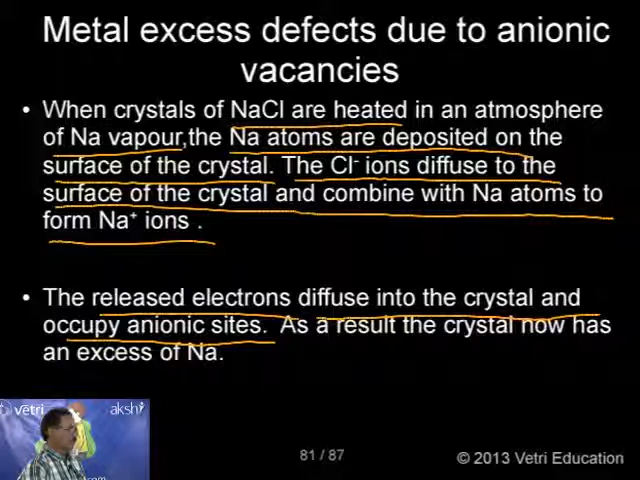 Metal excess defects due to anionic
vacancies
• When crystals of NaCl are heated in an atmosphere
of Na vapour,the Na atoms are deposited on the
surface of the crystal. The Cl⁻ ions diffuse to the
surface of the crystal and combine with Na atoms to
form Na⁺ ions .
• The released electrons diffuse into the crystal and
occupy anionic sites. As a result the crystal now has
an excess of Na.
vetri akshi
81 / 87
© 2013 Vetri Education